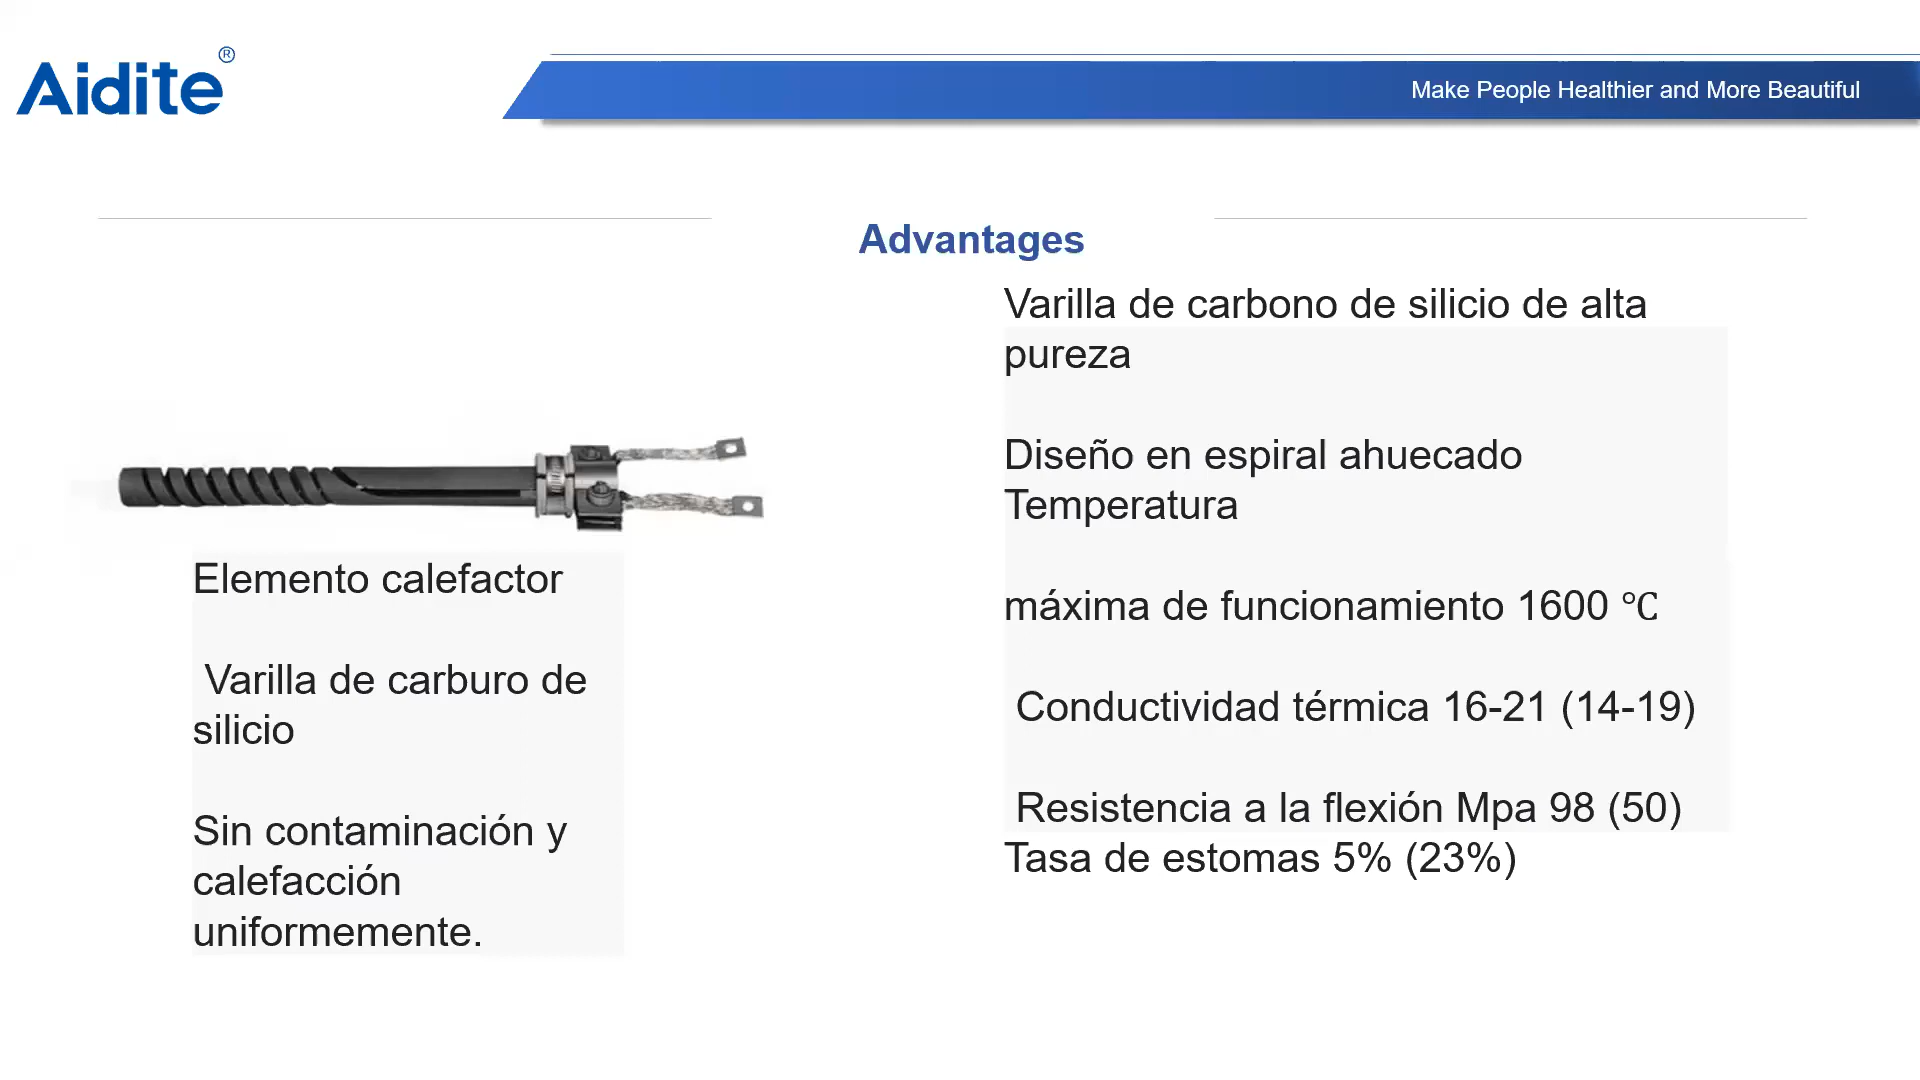 Aidite®
Make People Healthier and More Beautiful
Advantages
Elemento calefactor
Varilla de carburo de
silicio
Sin contaminación y
calefacción
uniformemente.
Varilla de carbono de silicio de alta
pureza
Diseño en espiral ahuecado
Temperatura
máxima de funcionamiento 1600 ℃
Conductividad térmica 16-21 (14-19)
Resistencia a la flexión Mpa 98 (50)
Tasa de estomas 5% (23%)